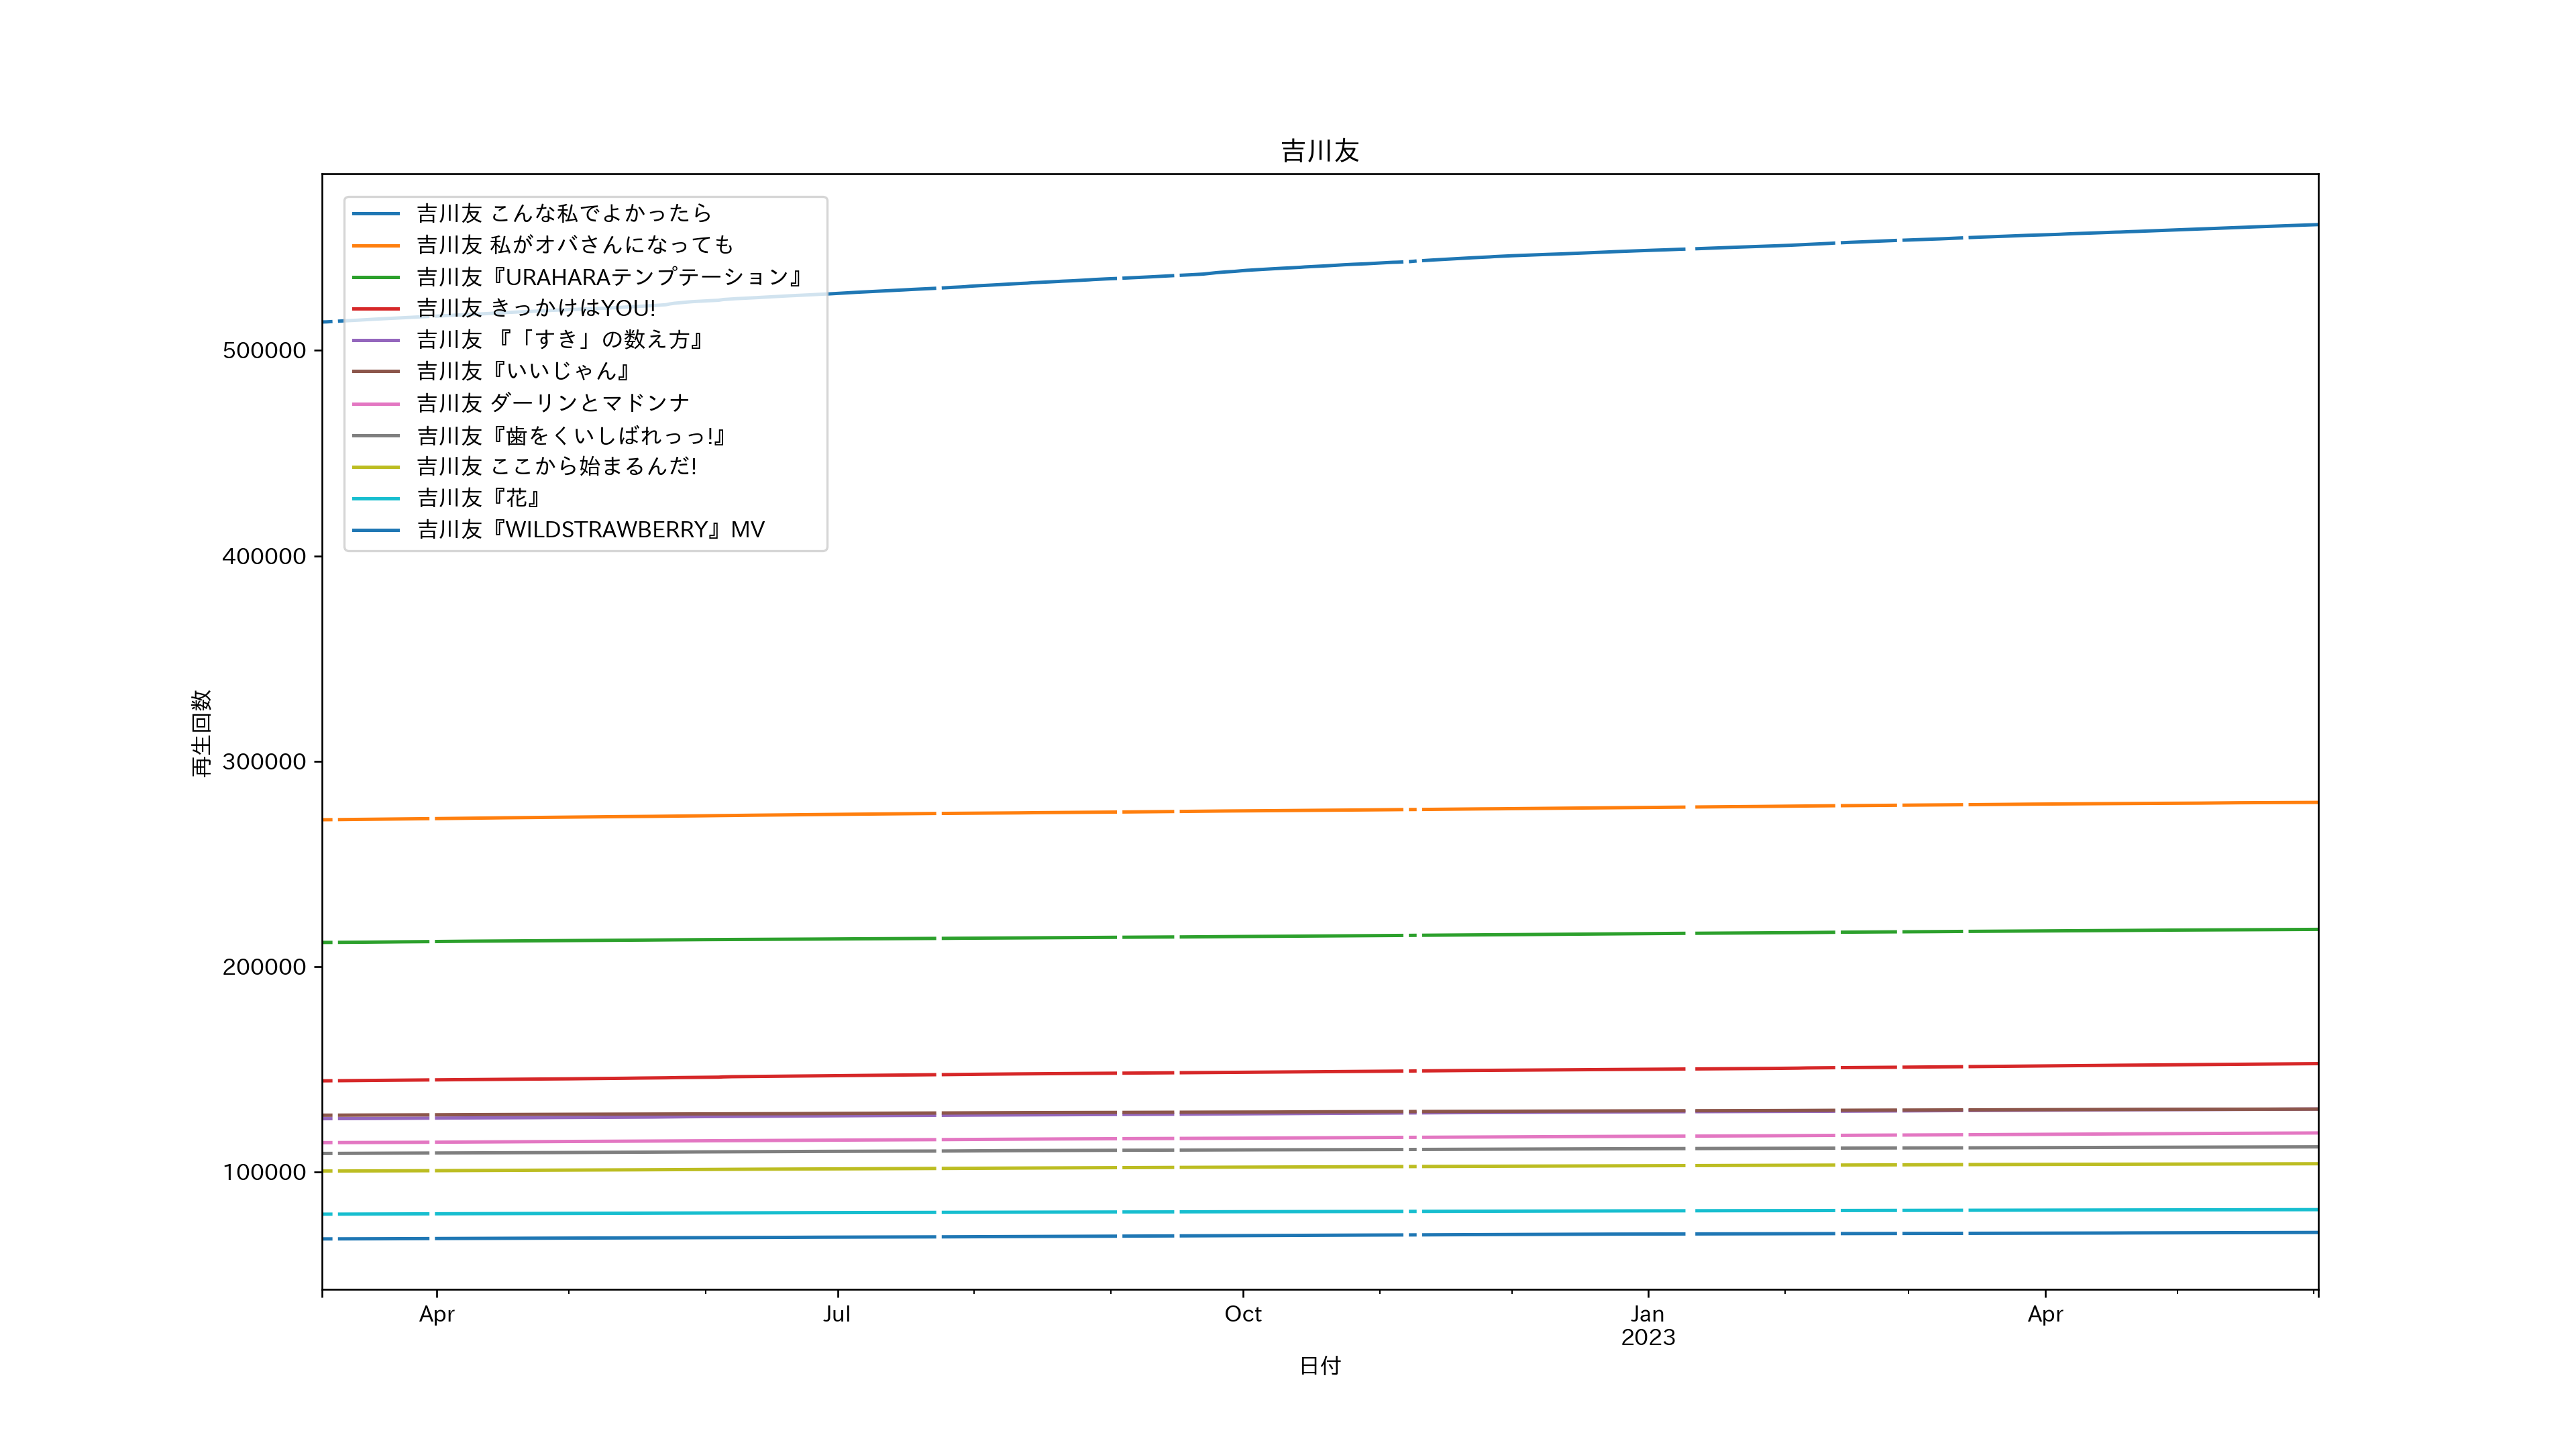 吉川友
吉川友 こんな私でよかったら
吉川友 私がオバさんになっても
吉川友『URAHARAテンプテーション』
吉川友 きっかけはYOU!
吉川友 『「すき」の数え方』
吉川友『いいじゃん』
吉川友 ダーリンとマドンナ
吉川友『歯をくいしばれっっ!』
吉川友 ここから始まるんだ!
吉川友『花』
吉川友『WILDSTRAWBERRY』MV
再生回数
500000
400000
300000
200000
100000
Apr
Jul
Oct
Jan
2023
Apr
日付